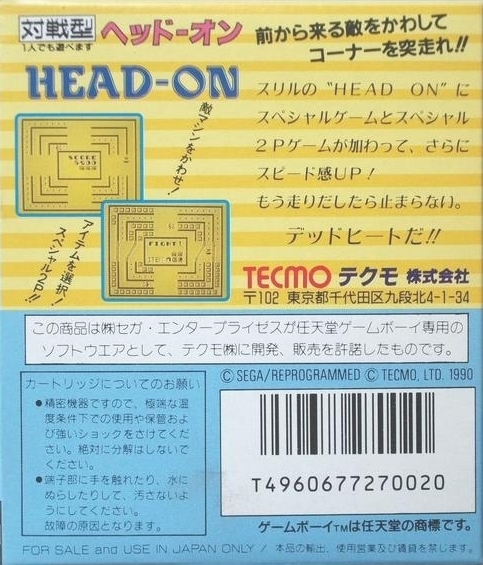 対戦型
1人でも遊べます
ヘッド-オン
前から来る敵をかわして
コーナーを突走れ!!
HEAD-ON
スリルの"HEAD ON"に
スペシャルゲームとスペシャル
2Pゲームが加わって、さらに
スピード感UP!
もう走りだしたら止まらない。
デッドヒートだ!!
敵マシンをかわせ!
SCORE
アイテムを選択!
スペシャル2P!!
FIGHT!
TECMO テクモ 株式会社
〒102 東京都千代田区九段北4-1-34
この商品は㈱セガ・エンタープライゼスが任天堂ゲームボーイ専用の
ソフトウエアとして、テクモ㈱に開発、販売を許諾したものです。
カートリッジについてのお願い
●精密機器ですので、極端な温
度条件下での使用や保管およ
び強いショックをさけてくだ
さい。絶対に分解はしないで
ください。
●端子部に手を触れたり、水に
ぬらしたりして、汚さないよ
うにしてください。
故障の原因となります。
©SEGA/REPROGRAMMED ©TECMO, LTD. 1990
T4960677270020
ゲームボーイTMは任天堂の商標です。
FOR SALE and USE IN JAPAN ONLY / 本品の輸出、使用営業及び賃貸を禁じます。